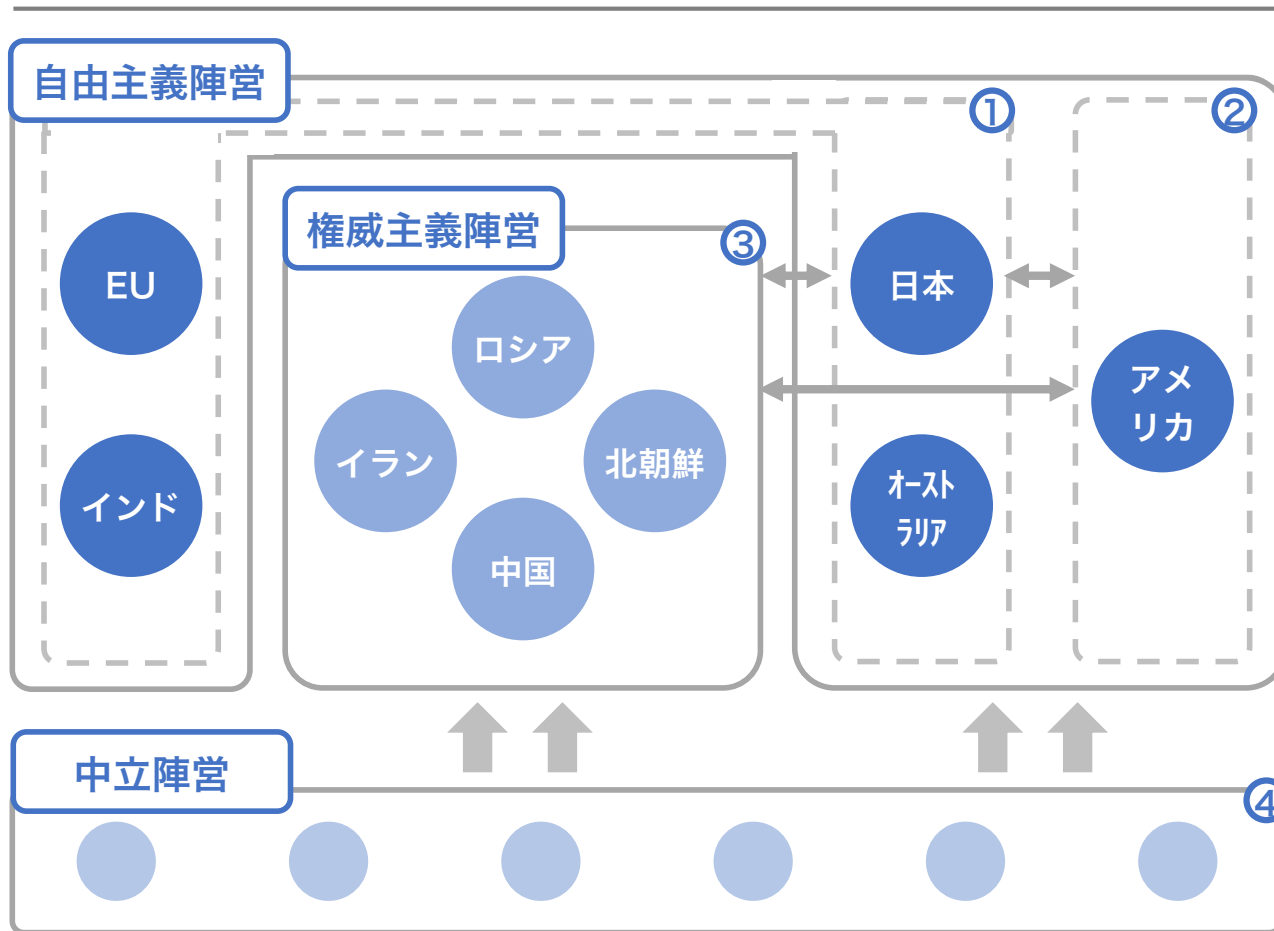 自由主義陣営
①
②
権威主義陣営
③
EU
ロシア
日本
アメ
リカ
イラン
北朝鮮
インド
オースト
ラリア
中国
中立陣営
④